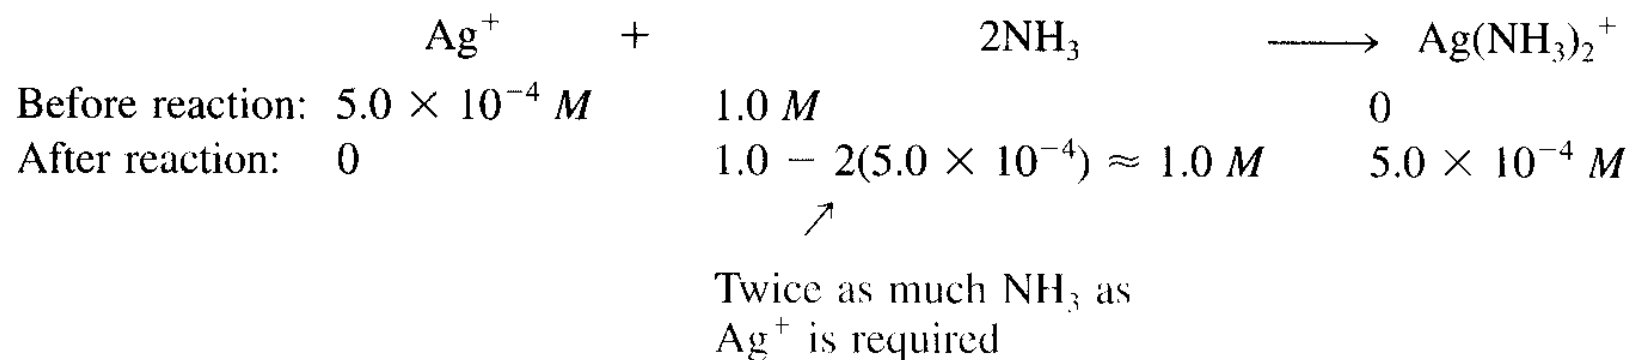 Ag⁺ + 2NH₃ ⟶ Ag(NH₃)₂⁺
Before reaction: 5.0 × 10⁻⁴ M 1.0 M 0
After reaction: 0 1.0 − 2(5.0 × 10⁻⁴) ≈ 1.0 M 5.0 × 10⁻⁴ M
↗
Twice as much NH₃ as
Ag⁺ is required